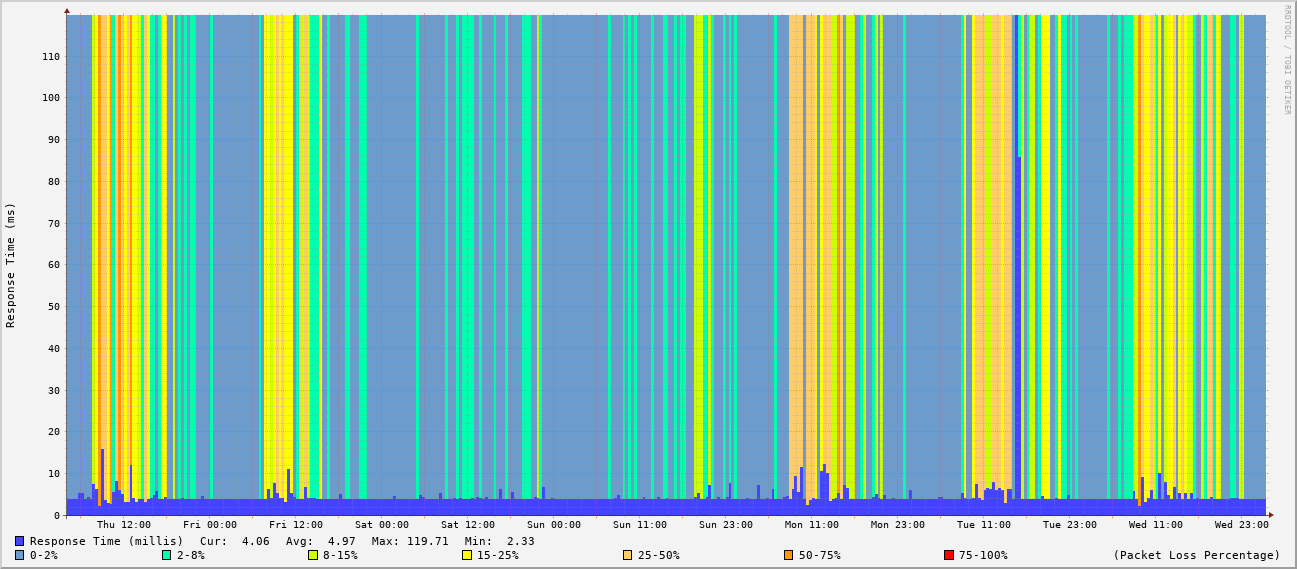 RRDTOOL / TOBI OETIKER
Response Time (ms)
110
100
90
80
70
60
50
40
30
20
10
0
Thu 12:00 Fri 00:00 Fri 12:00 Sat 00:00 Sat 12:00 Sun 00:00 Sun 11:00 Sun 23:00 Mon 11:00 Mon 23:00 Tue 11:00 Tue 23:00 Wed 11:00 Wed 23:00
Response Time (millis) Cur: 4.06 Avg: 4.97 Max: 119.71 Min: 2.33
0-2% 2-8% 8-15% 15-25% 25-50% 50-75% 75-100% (Packet Loss Percentage)